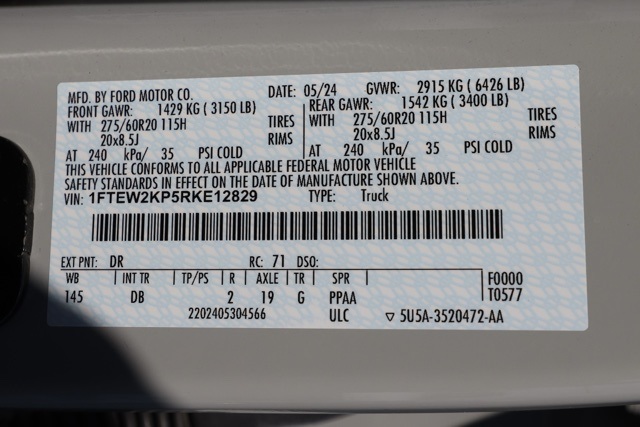 MFD. BY FORD MOTOR CO. DATE: 05/24 GVWR: 2915 KG ( 6426 LB)
FRONT GAWR: 1429 KG ( 3150 LB) REAR GAWR: 1542 KG ( 3400 LB)
WITH 275/60R20 115H TIRES WITH 275/60R20 115H TIRES
20x8.5J RIMS 20x8.5J RIMS
AT 240 kPa/ 35 PSI COLD AT 240 kPa/ 35 PSI COLD
THIS VEHICLE CONFORMS TO ALL APPLICABLE FEDERAL MOTOR VEHICLE
SAFETY STANDARDS IN EFFECT ON THE DATE OF MANUFACTURE SHOWN ABOVE.
VIN: 1FTEW2KP5RKE12829 TYPE: Truck
EXT PNT: DR RC: 71 DSO:
WB INT TR TP/PS R AXLE TR SPR F0000
145 DB 2 19 G PPAA T0577
2202405304566 ULC ▽ 5U5A-3520472-AA